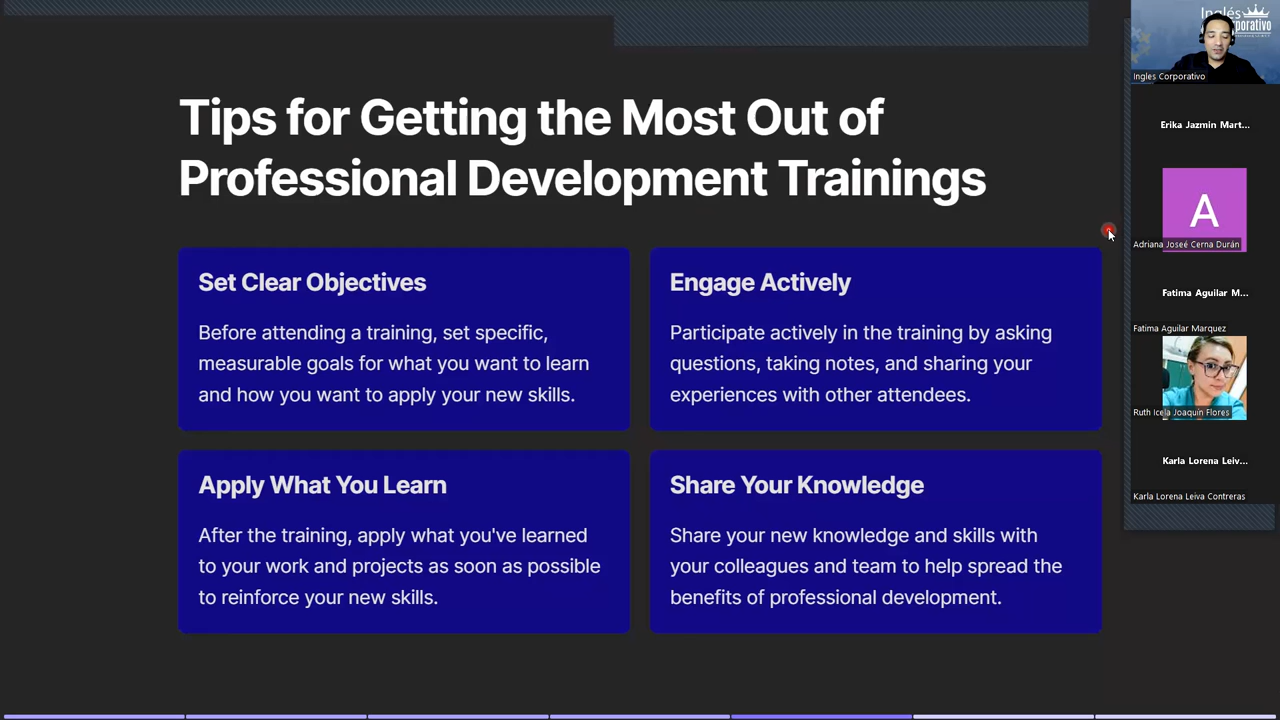 Tips for Getting the Most Out of
Professional Development Trainings
Set Clear Objectives
Before attending a training, set specific,
measurable goals for what you want to learn
and how you want to apply your new skills.
Engage Actively
Participate actively in the training by asking
questions, taking notes, and sharing your
experiences with other attendees.
Apply What You Learn
After the training, apply what you've learned
to your work and projects as soon as possible
to reinforce your new skills.
Share Your Knowledge
Share your new knowledge and skills with
your colleagues and team to help spread the
benefits of professional development.
Inglés
Ingles Corporativo
Erika Jazmin Mart...
A
Adriana Joseé Cerna Durán
Fatima Aguilar M...
Fatima Aguilar Marquez
Ruth Icela Joaquín Flores
Karla Lorena Leiv...
Karla Lorena Leiva Contreras